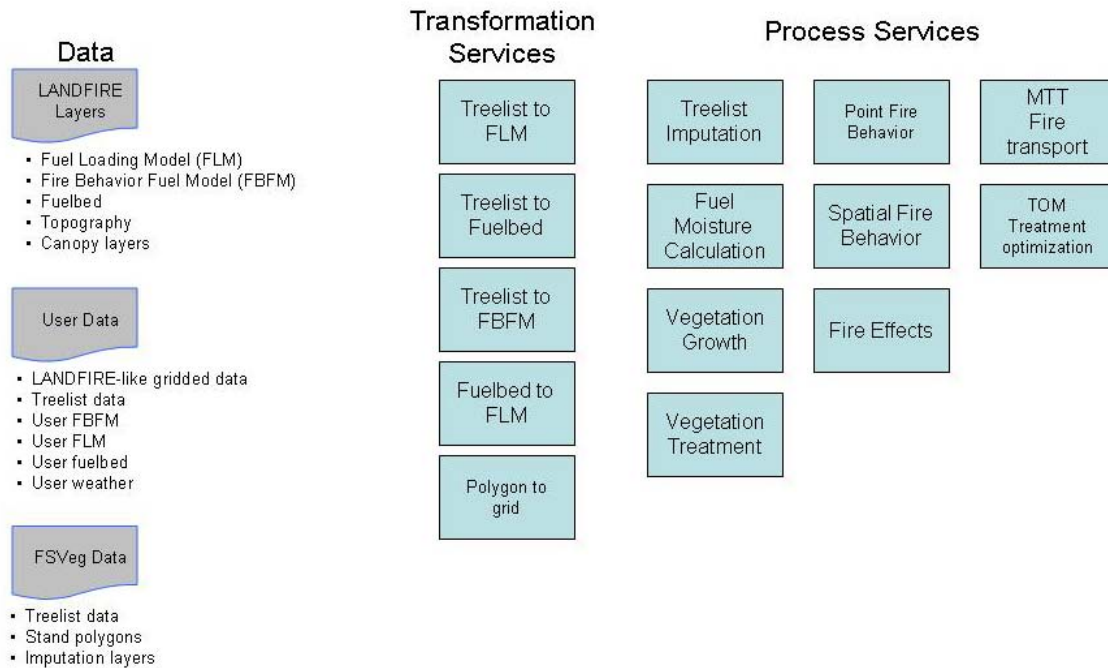 Data
LANDFIRE
Layers
▪ Fuel Loading Model (FLM)
▪ Fire Behavior Fuel Model (FBFM)
▪ Fuelbed
▪ Topography
▪ Canopy layers
User Data
▪ LANDFIRE-like gridded data
▪ Treelist data
▪ User FBFM
▪ User FLM
▪ User fuelbed
▪ User weather
FSVeg Data
▪ Treelist data
▪ Stand polygons
▪ Imputation layers
Transformation
Services
Treelist to
FLM
Treelist to
Fuelbed
Treelist to
FBFM
Fuelbed to
FLM
Polygon to
grid
Process Services
Treelist
Imputation
Fuel
Moisture
Calculation
Vegetation
Growth
Vegetation
Treatment
Point Fire
Behavior
Spatial Fire
Behavior
Fire Effects
MTT
Fire
transport
TOM
Treatment
optimization